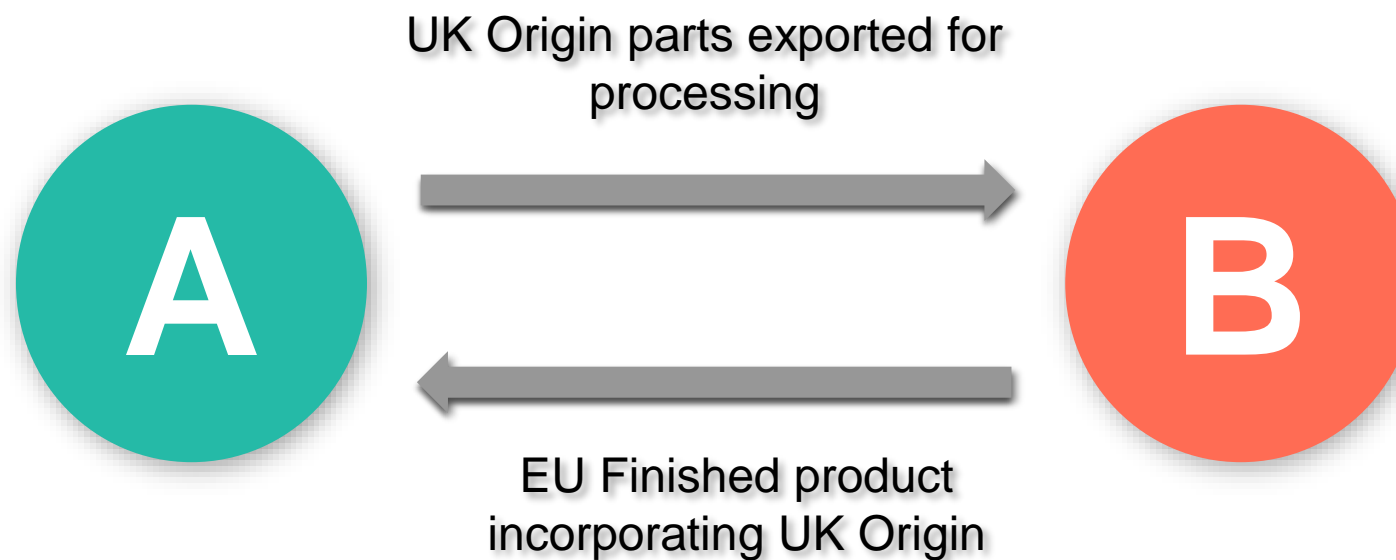 UK Origin parts exported for
processing
A
B
EU Finished product
incorporating UK Origin